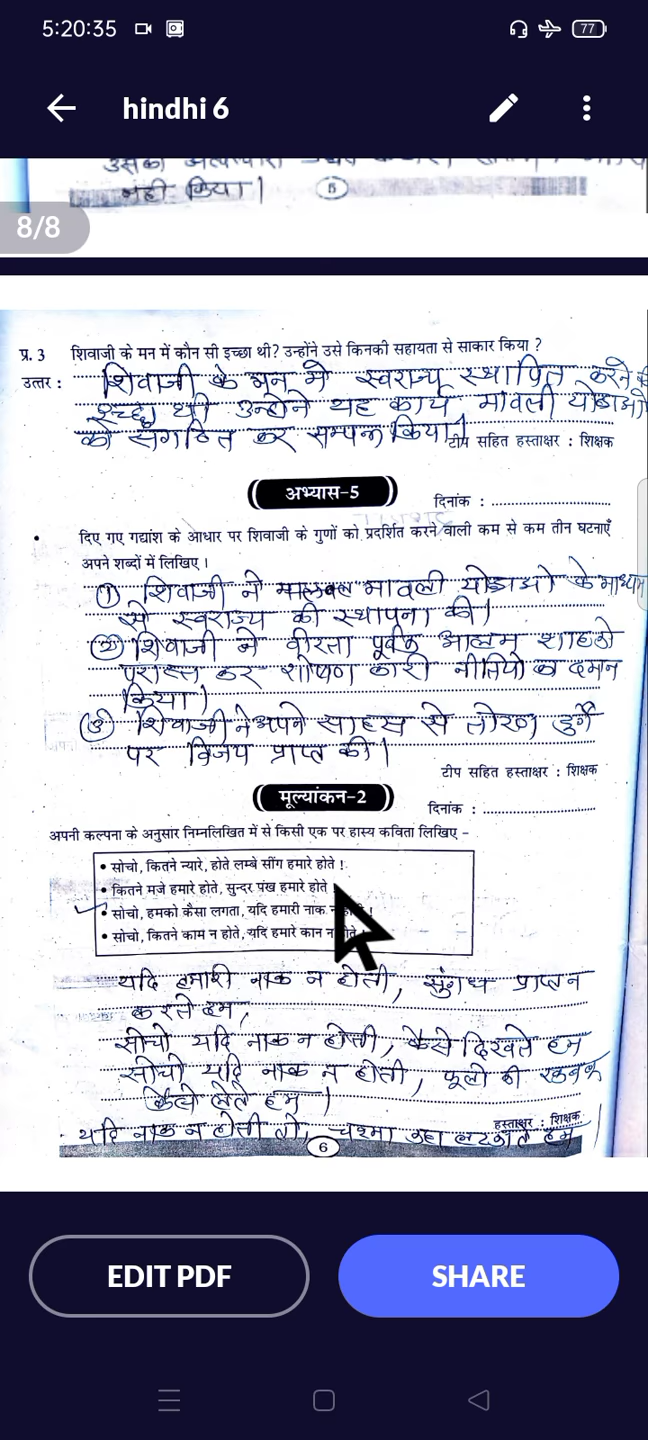 5:20:35
77
hindhi 6
नही किया।
5
8/8
प्र. 3 शिवाजी के मन में कौन सी इच्छा थी? उन्होंने उसे किनकी सहायता से साकार किया ?
उत्तर : शिवाजी के मन मे स्वराज्य स्थापित करने की
इच्छा थी उन्होने यह कार्य मावली योद्धाओ
को संगठित कर सम्पन्न किया।
टीप सहित हस्ताक्षर : शिक्षक
अभ्यास-5
दिनांक :
• दिए गए गद्यांश के आधार पर शिवाजी के गुणों को प्रदर्शित करने वाली कम से कम तीन घटनाएँ
अपने शब्दों में लिखिए।
① शिवाजी ने मावली योद्धाओ के माध्यम
से स्वराज्य की स्थापना की।
② शिवाजी ने वीरता पूर्वक
परास्त कर शोषण कारी नीतियो का दमन
किया।
③ शिवाजी ने अपने साहस से तोरण दुर्ग
पर विजय प्राप्त की।
टीप सहित हस्ताक्षर : शिक्षक
मूल्यांकन-2
दिनांक :
अपनी कल्पना के अनुसार निम्नलिखित में से किसी एक पर हास्य कविता लिखिए -
• सोचो, कितने न्यारे, होते लम्बे सींग हमारे होते !
• कितने मजे हमारे होते, सुन्दर पंख हमारे होते
• सोचो, हमको कैसा लगता, यदि हमारी नाक
• सोचो, कितने काम न होते, यदि हमारे कान न
यदि हमारी नाक न होती, सुंगध प्राप्त न
करते हम,
सोचो यदि नाक न होती, कैसे दिखते हम
सोचो यदि नाक न होती, फूलो की
लेते हम।
हस्ताक्षर : शिक्षक
यदि नाक न होती तो, चश्मा कहा लटकाते हम
6
EDIT PDF
SHARE